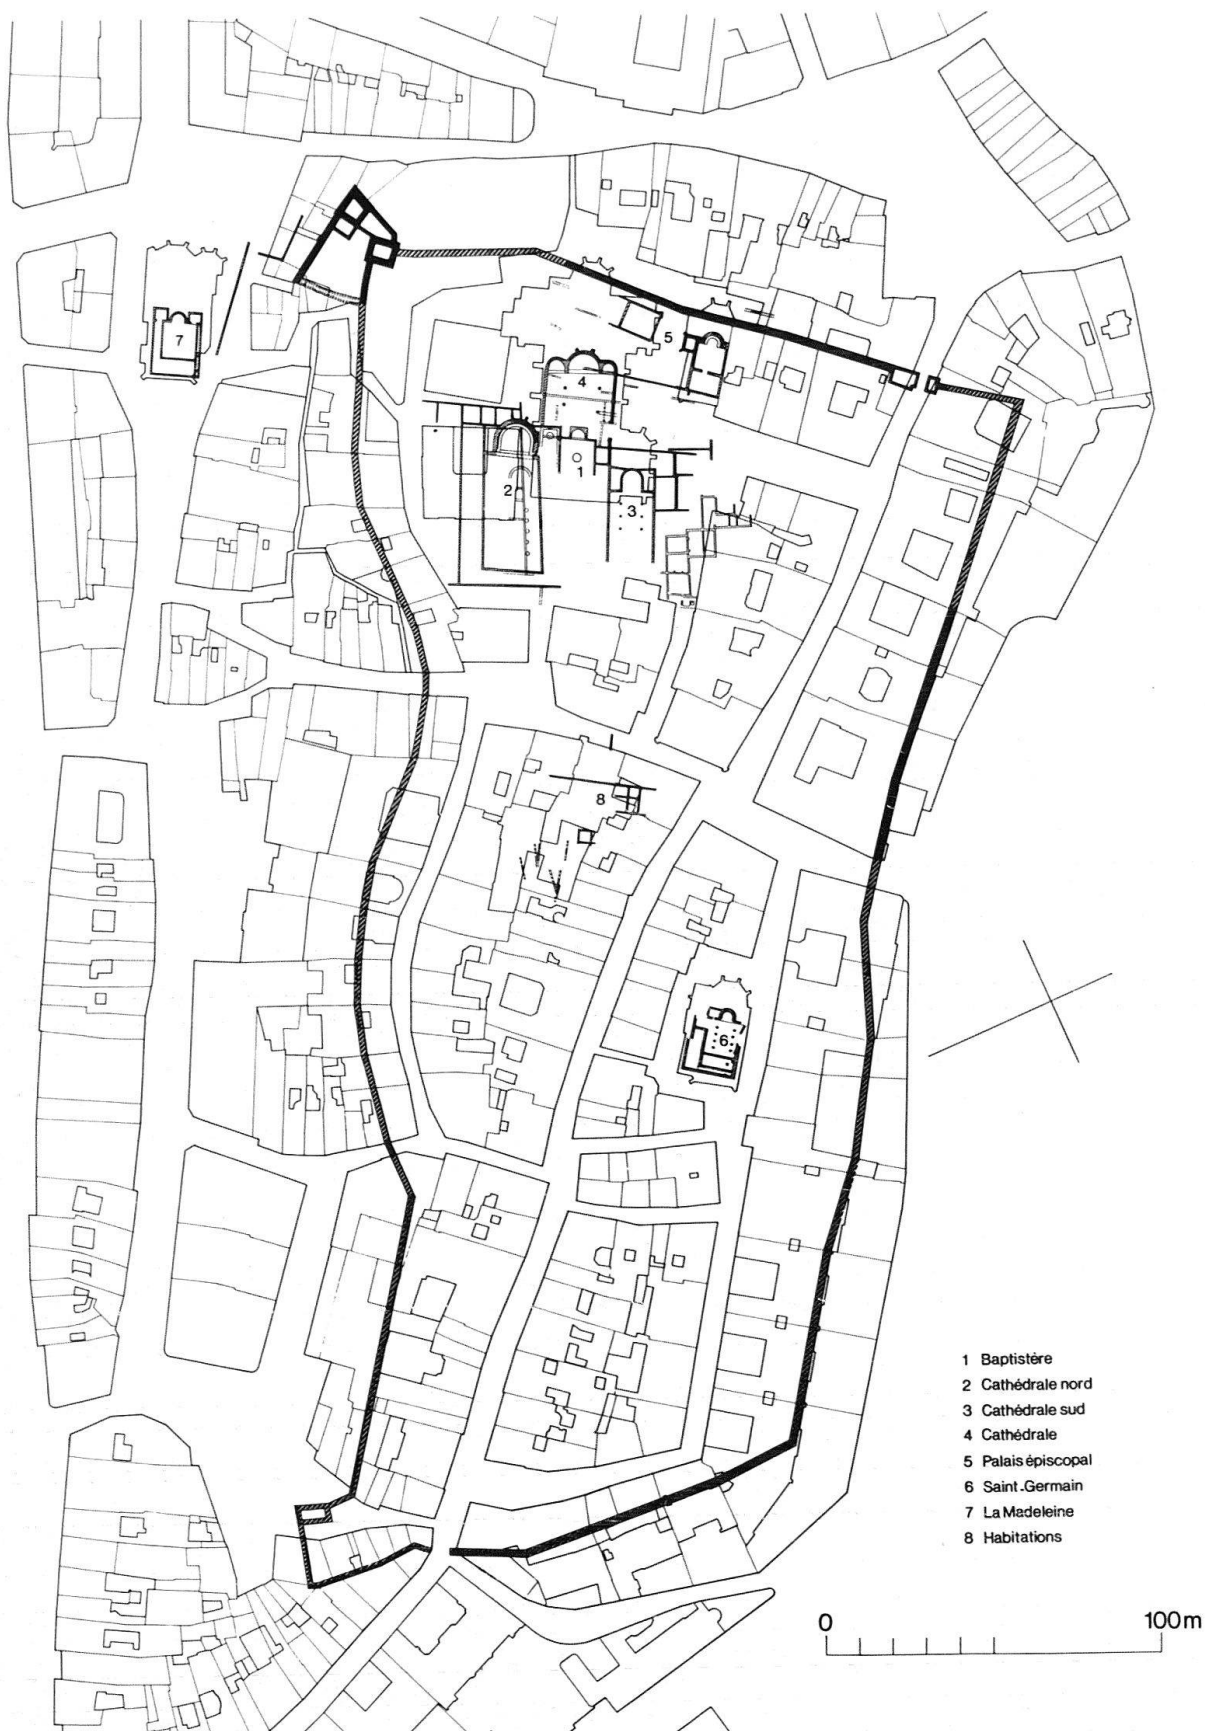 7
5
4
1
2
3
8
6
1 Baptistère
2 Cathédrale nord
3 Cathédrale sud
4 Cathédrale
5 Palais épiscopal
6 Saint.Germain
7 La Madeleine
8 Habitations
0 100m